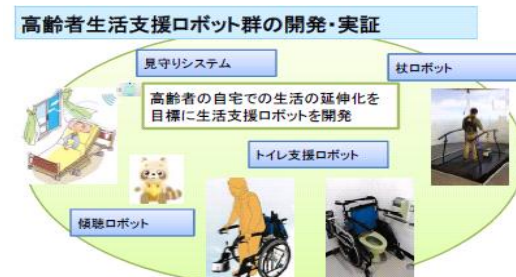 高齢者生活支援ロボット群の開発・実証
見守りシステム
杖ロボット
高齢者の自宅での生活の延伸化を
目標に生活支援ロボットを開発
トイレ支援ロボット
傾聴ロボット